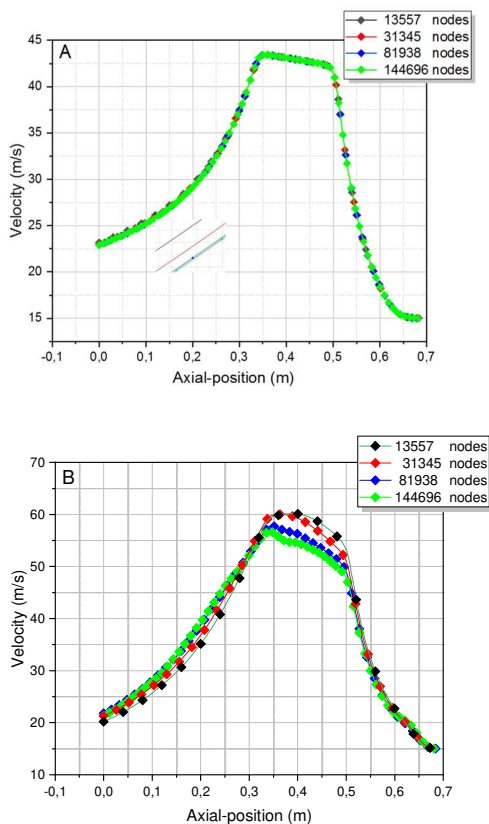 A
13557 nodes
31345 nodes
81938 nodes
144696 nodes
45
40
35
30
25
20
15
Velocity (m/s)
-0,1 0,0 0,1 0,2 0,3 0,4 0,5 0,6 0,7
Axial-position (m)
B
13557 nodes
31345 nodes
81938 nodes
144696 nodes
70
60
50
40
30
20
10
Velocity (m/s)
-0,1 0,0 0,1 0,2 0,3 0,4 0,5 0,6 0,7
Axial-position (m)